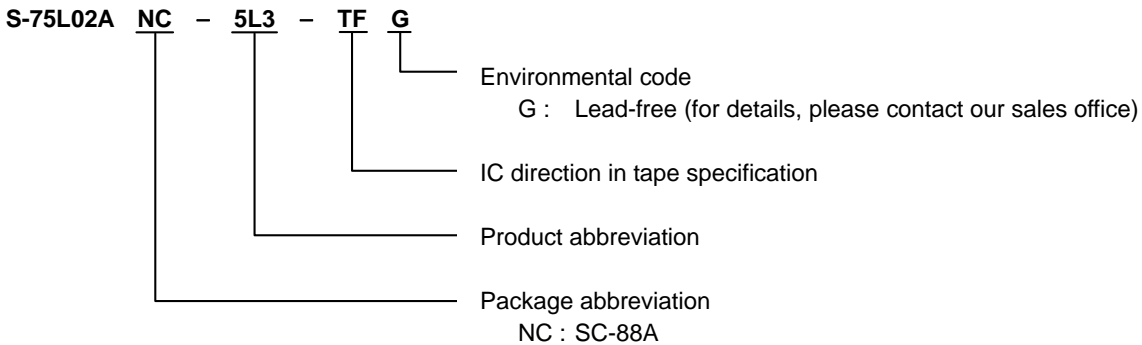 S-75L02A NC – 5L3 – TF G
Environmental code
G : Lead-free (for details, please contact our sales office)
IC direction in tape specification
Product abbreviation
Package abbreviation
NC : SC-88A